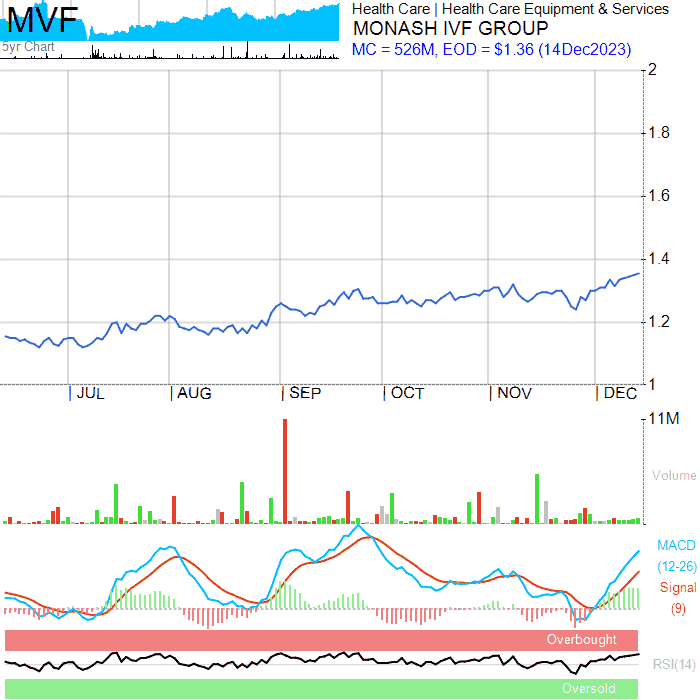 MVF
5yr Chart
Health Care | Health Care Equipment & Services
MONASH IVF GROUP
MC = 526M, EOD = $1.36 (14Dec2023)
2
1.8
1.6
1.4
1.2
1
| JUL | AUG | SEP | OCT | NOV | DEC
11M
Volume
MACD
(12-26)
Signal
(9)
Overbought
RSI(14)
Oversold